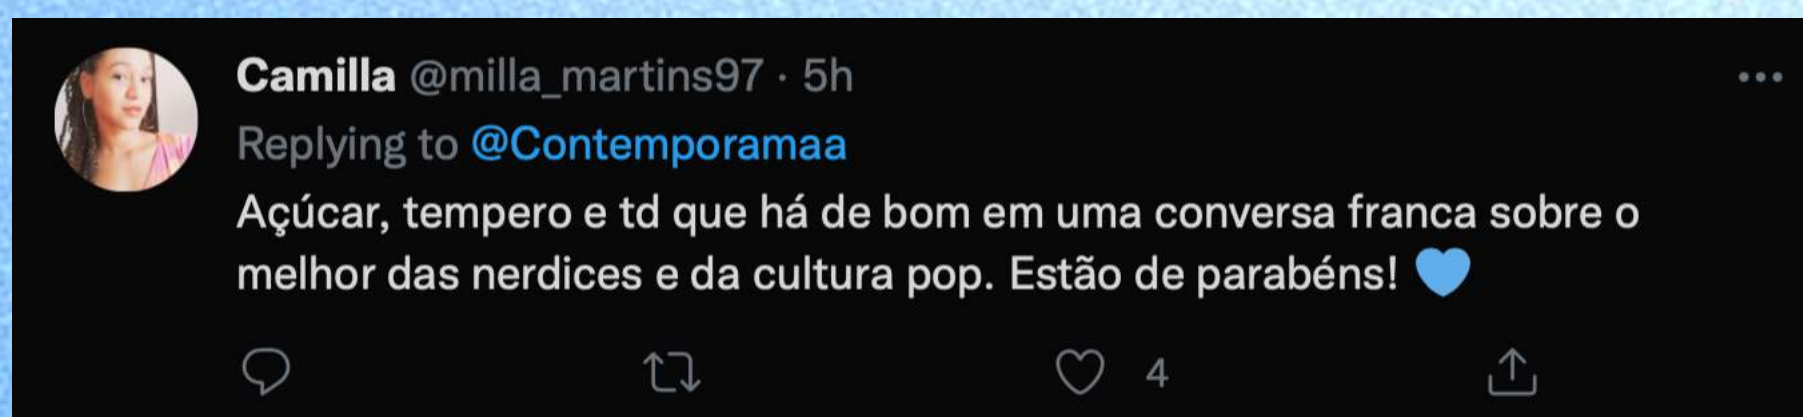 Camilla @milla_martins97 · 5h
Replying to @Contemporamaa
Açúcar, tempero e td que há de bom em uma conversa franca sobre o
melhor das nerdices e da cultura pop. Estão de parabéns! 💙
4